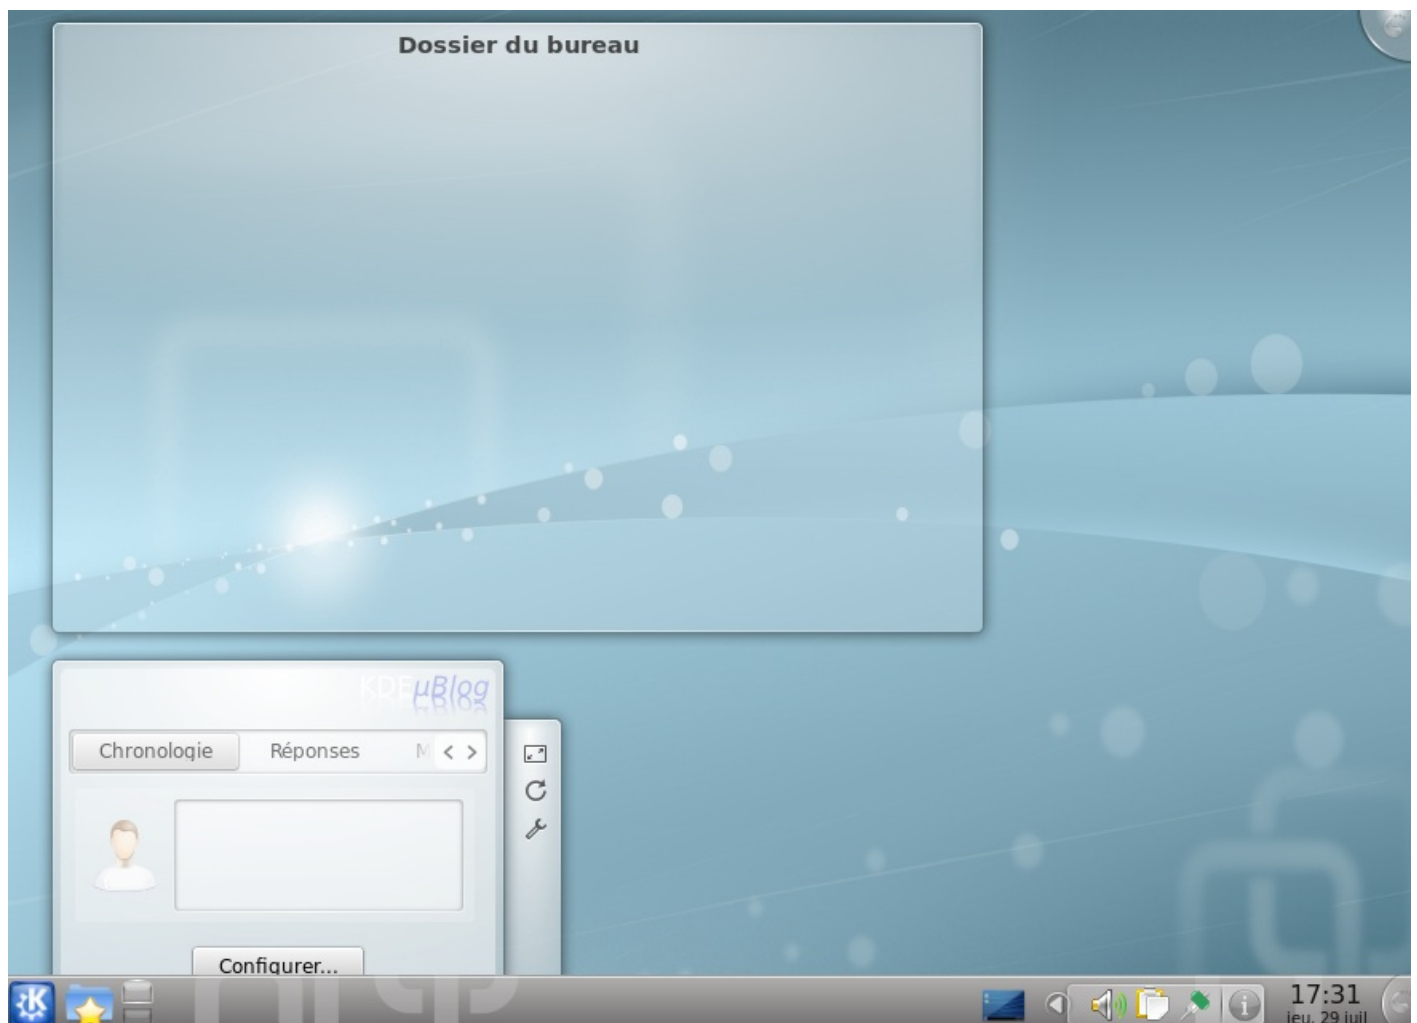 Dossier du bureau
KDE µBlog
Chronologie
Réponses
M
Configurer...
17:31
jeu. 29 juil